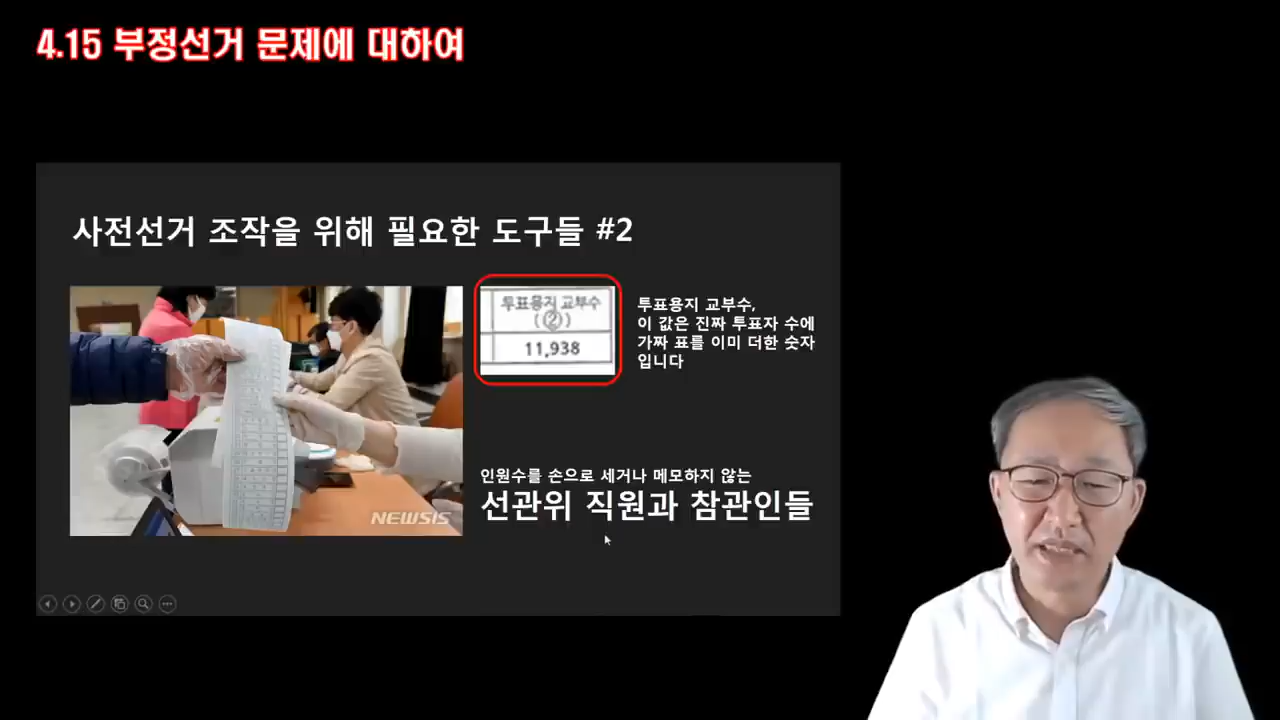 4.15 부정선거 문제에 대하여
사전선거 조작을 위해 필요한 도구들 #2
투표용지 교부수
(②)
11,938
투표용지 교부수,
이 값은 진짜 투표자 수에
가짜 표를 이미 더한 숫자
입니다
인원수를 손으로 세거나 메모하지 않는
선관위 직원과 참관인들
NEWSIS